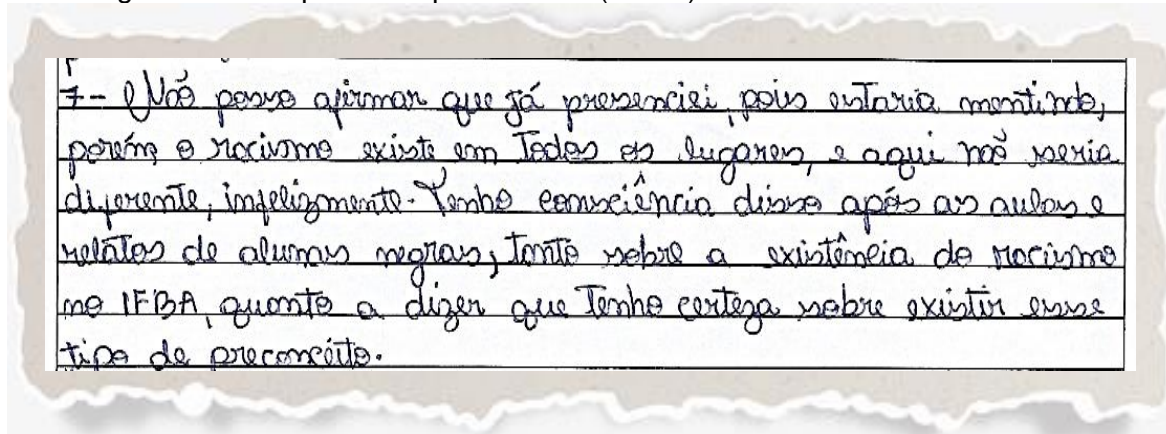 7- Não posso afirmar que já presenciei, pois estaria mentindo,
porém o racismo existe em todos os lugares, e aqui não seria
diferente, infelizmente. Tenho consciência disso após as aulas e
relatos de alunas negras, tanto sobre a existência do racismo
no IFBA, quanto a dizer que tenho certeza sobre existir esse
tipo de preconceito.